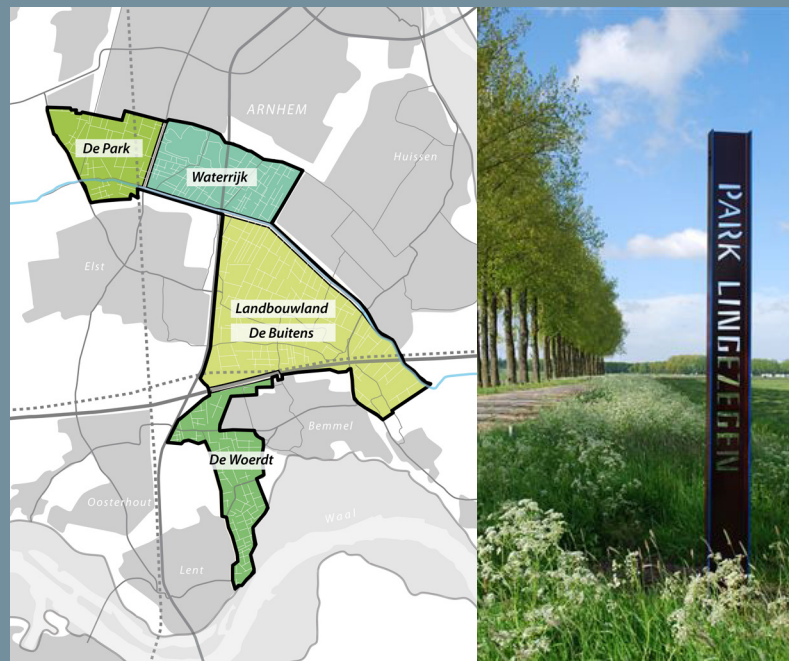 ARNHEM
De Park
Huissen
Waterrijk
Elst
Landbouwland
De Buitens
Bemmel
De Woerdt
Oosterhout
Waal
Lent
PARK LINGEZEGEN